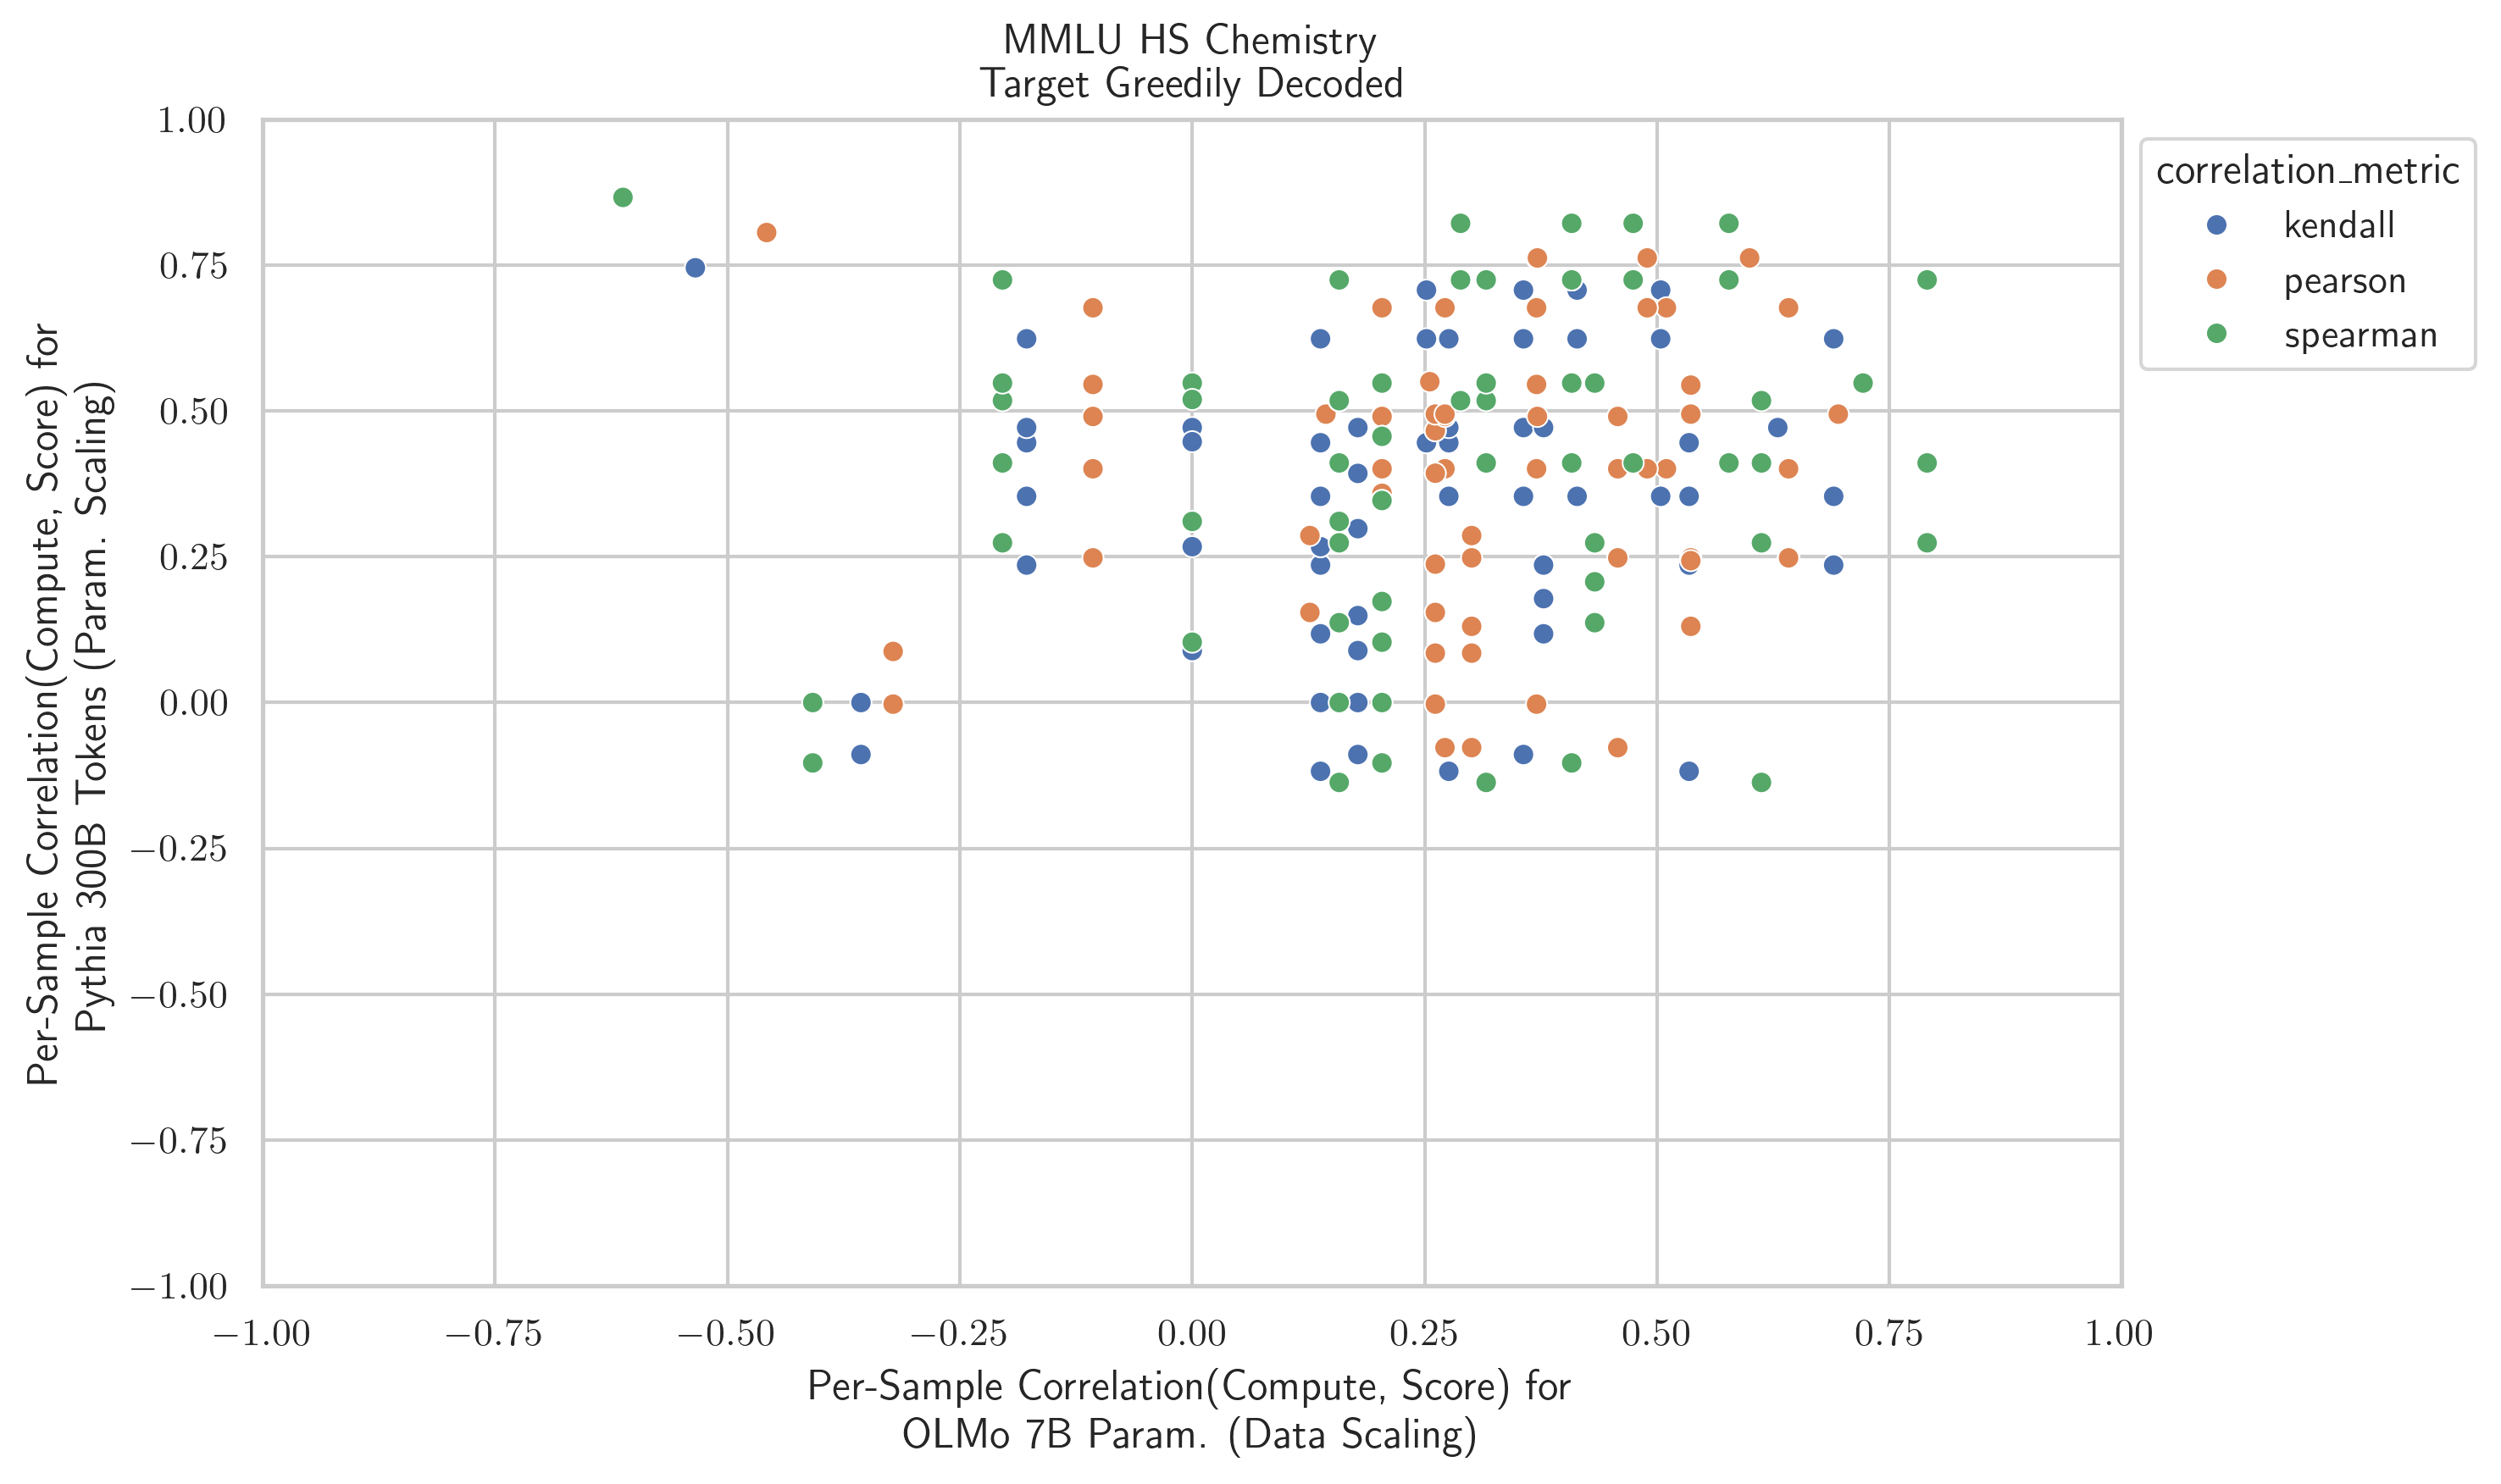 MMLU HS Chemistry
Target Greedily Decoded
Per-Sample Correlation(Compute, Score) for
Pythia 300B Tokens (Param. Scaling)
1.00
0.75
0.50
0.25
0.00
−0.25
−0.50
−0.75
−1.00
−1.00
−0.75
−0.50
−0.25
0.00
0.25
0.50
0.75
1.00
Per-Sample Correlation(Compute, Score) for
OLMo 7B Param. (Data Scaling)
correlation_metric
kendall
pearson
spearman